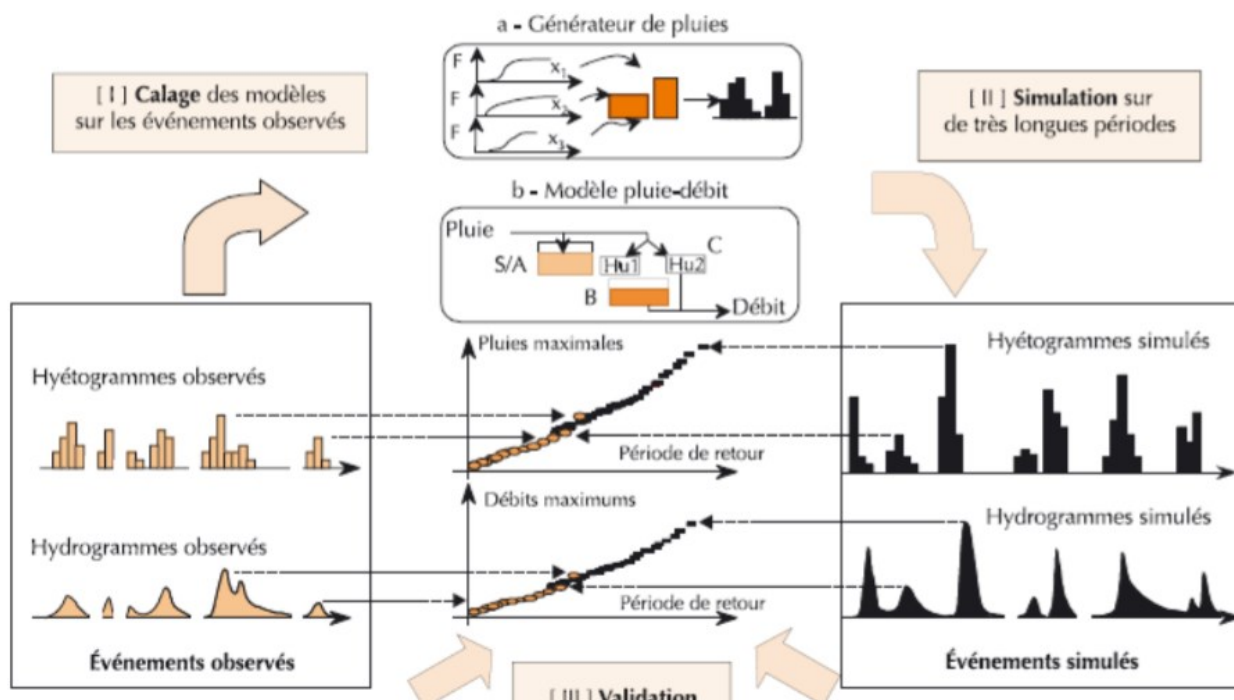 a - Générateur de pluies
F
x1
F
x2
F
x3
[ I ] Calage des modèles
sur les événements observés
[ II ] Simulation sur
de très longues périodes
b - Modèle pluie-débit
Pluie
S/A
Hu1
Hu2
C
B
Débit
Hyétogrammes observés
Pluies maximales
Période de retour
Hyétogrammes simulés
Hydrogrammes observés
Débits maximums
Période de retour
Hydrogrammes simulés
Événements observés
Événements simulés
[ III ] Validation